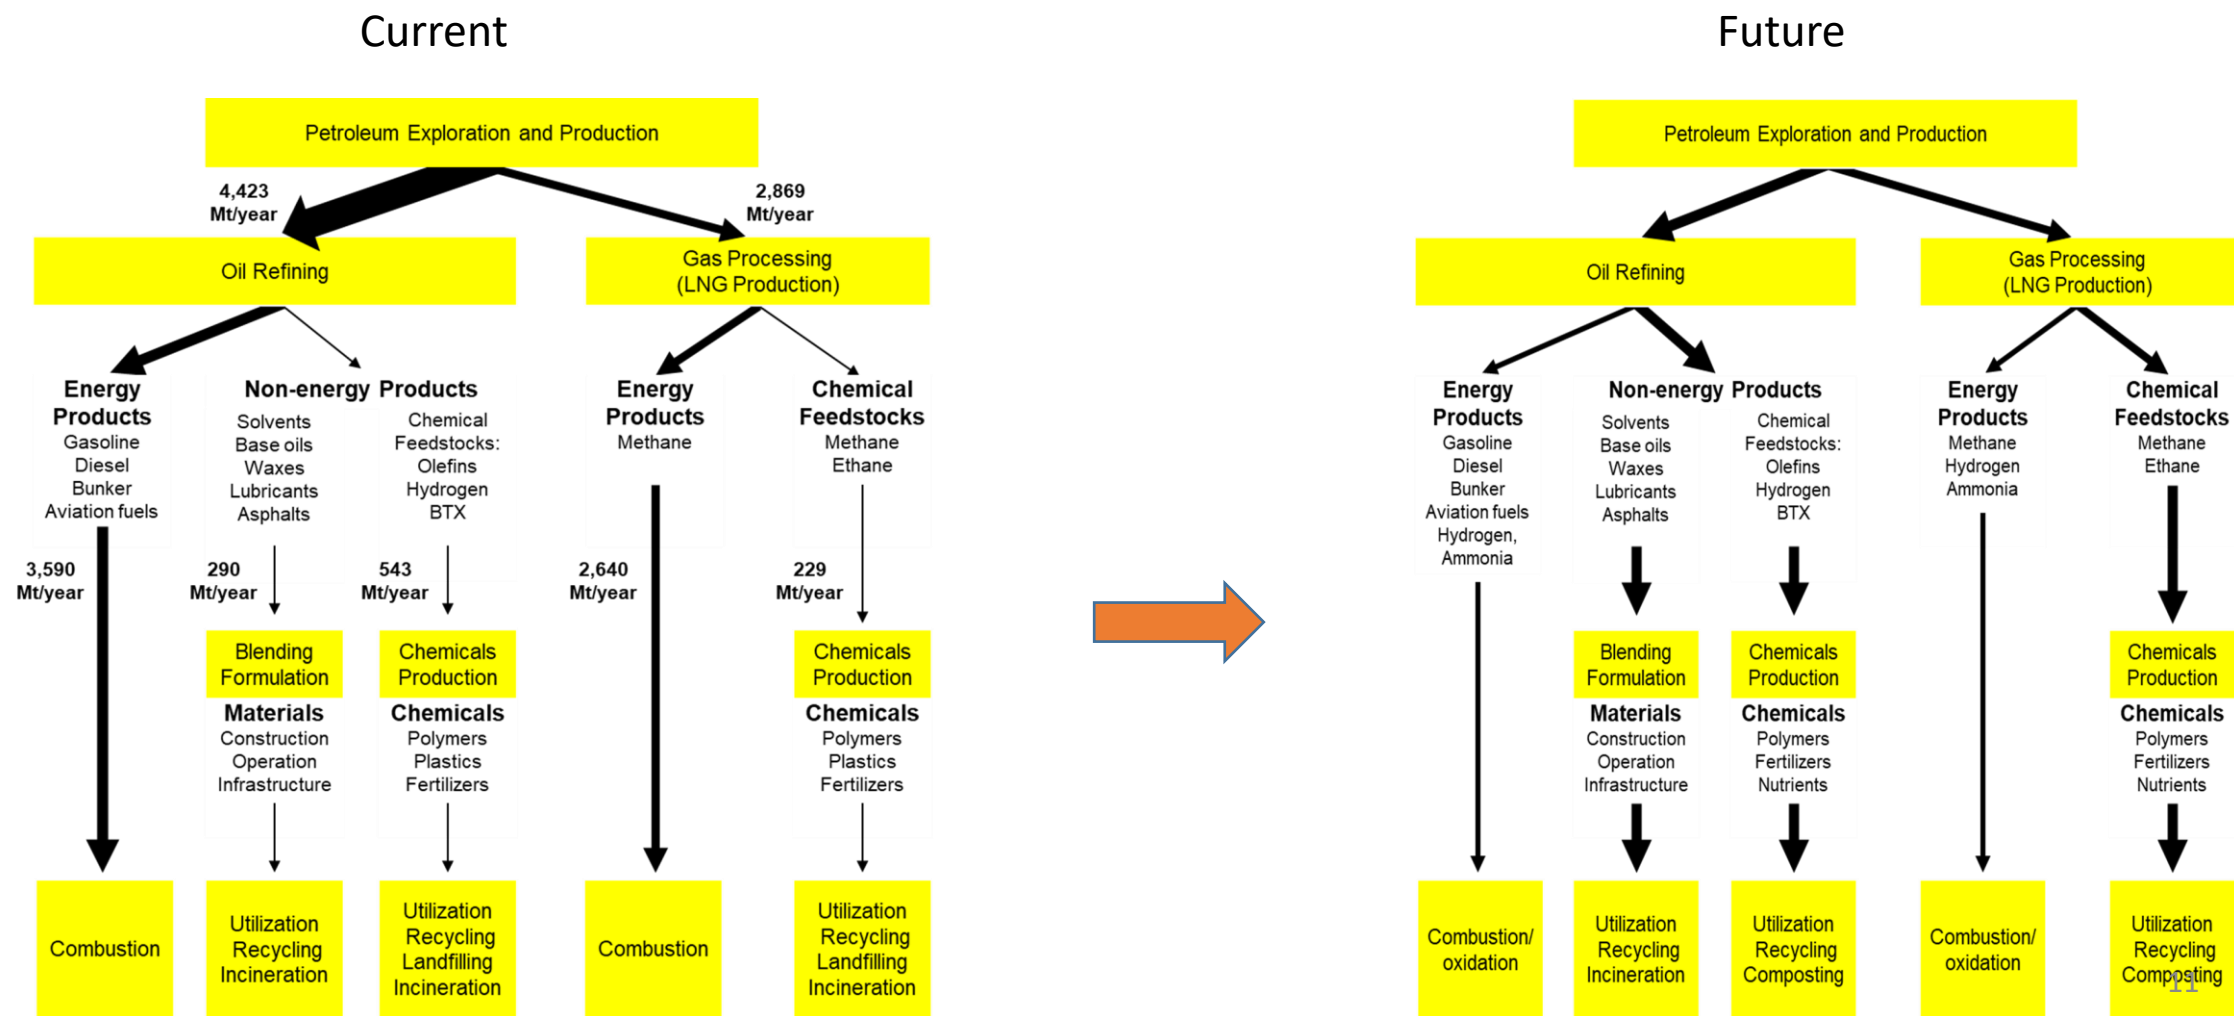 Current
Petroleum Exploration and Production
4,423
Mt/year
2,869
Mt/year
Oil Refining
Gas Processing
(LNG Production)
Energy
Products
Gasoline
Diesel
Bunker
Aviation fuels
Non-energy Products
Solvents
Base oils
Waxes
Lubricants
Asphalts
Chemical
Feedstocks:
Olefins
Hydrogen
BTX
Energy
Products
Methane
Chemical
Feedstocks
Methane
Ethane
3,590
Mt/year
290
Mt/year
543
Mt/year
2,640
Mt/year
229
Mt/year
Blending
Formulation
Materials
Construction
Operation
Infrastructure
Chemicals
Production
Chemicals
Polymers
Plastics
Fertilizers
Chemicals
Production
Chemicals
Polymers
Plastics
Fertilizers
Combustion
Utilization
Recycling
Incineration
Utilization
Recycling
Landfilling
Incineration
Combustion
Utilization
Recycling
Landfilling
Incineration
Future
Petroleum Exploration and Production
Oil Refining
Gas Processing
(LNG Production)
Energy
Products
Gasoline
Diesel
Bunker
Aviation fuels
Hydrogen,
Ammonia
Non-energy Products
Solvents
Base oils
Waxes
Lubricants
Asphalts
Chemical
Feedstocks:
Olefins
Hydrogen
BTX
Energy
Products
Methane
Hydrogen
Ammonia
Chemical
Feedstocks
Methane
Ethane
Blending
Formulation
Materials
Construction
Operation
Infrastructure
Chemicals
Production
Chemicals
Polymers
Fertilizers
Nutrients
Chemicals
Production
Chemicals
Polymers
Fertilizers
Nutrients
Combustion/
oxidation
Utilization
Recycling
Incineration
Utilization
Recycling
Composting
Combustion/
oxidation
Utilization
Recycling
Composting
11